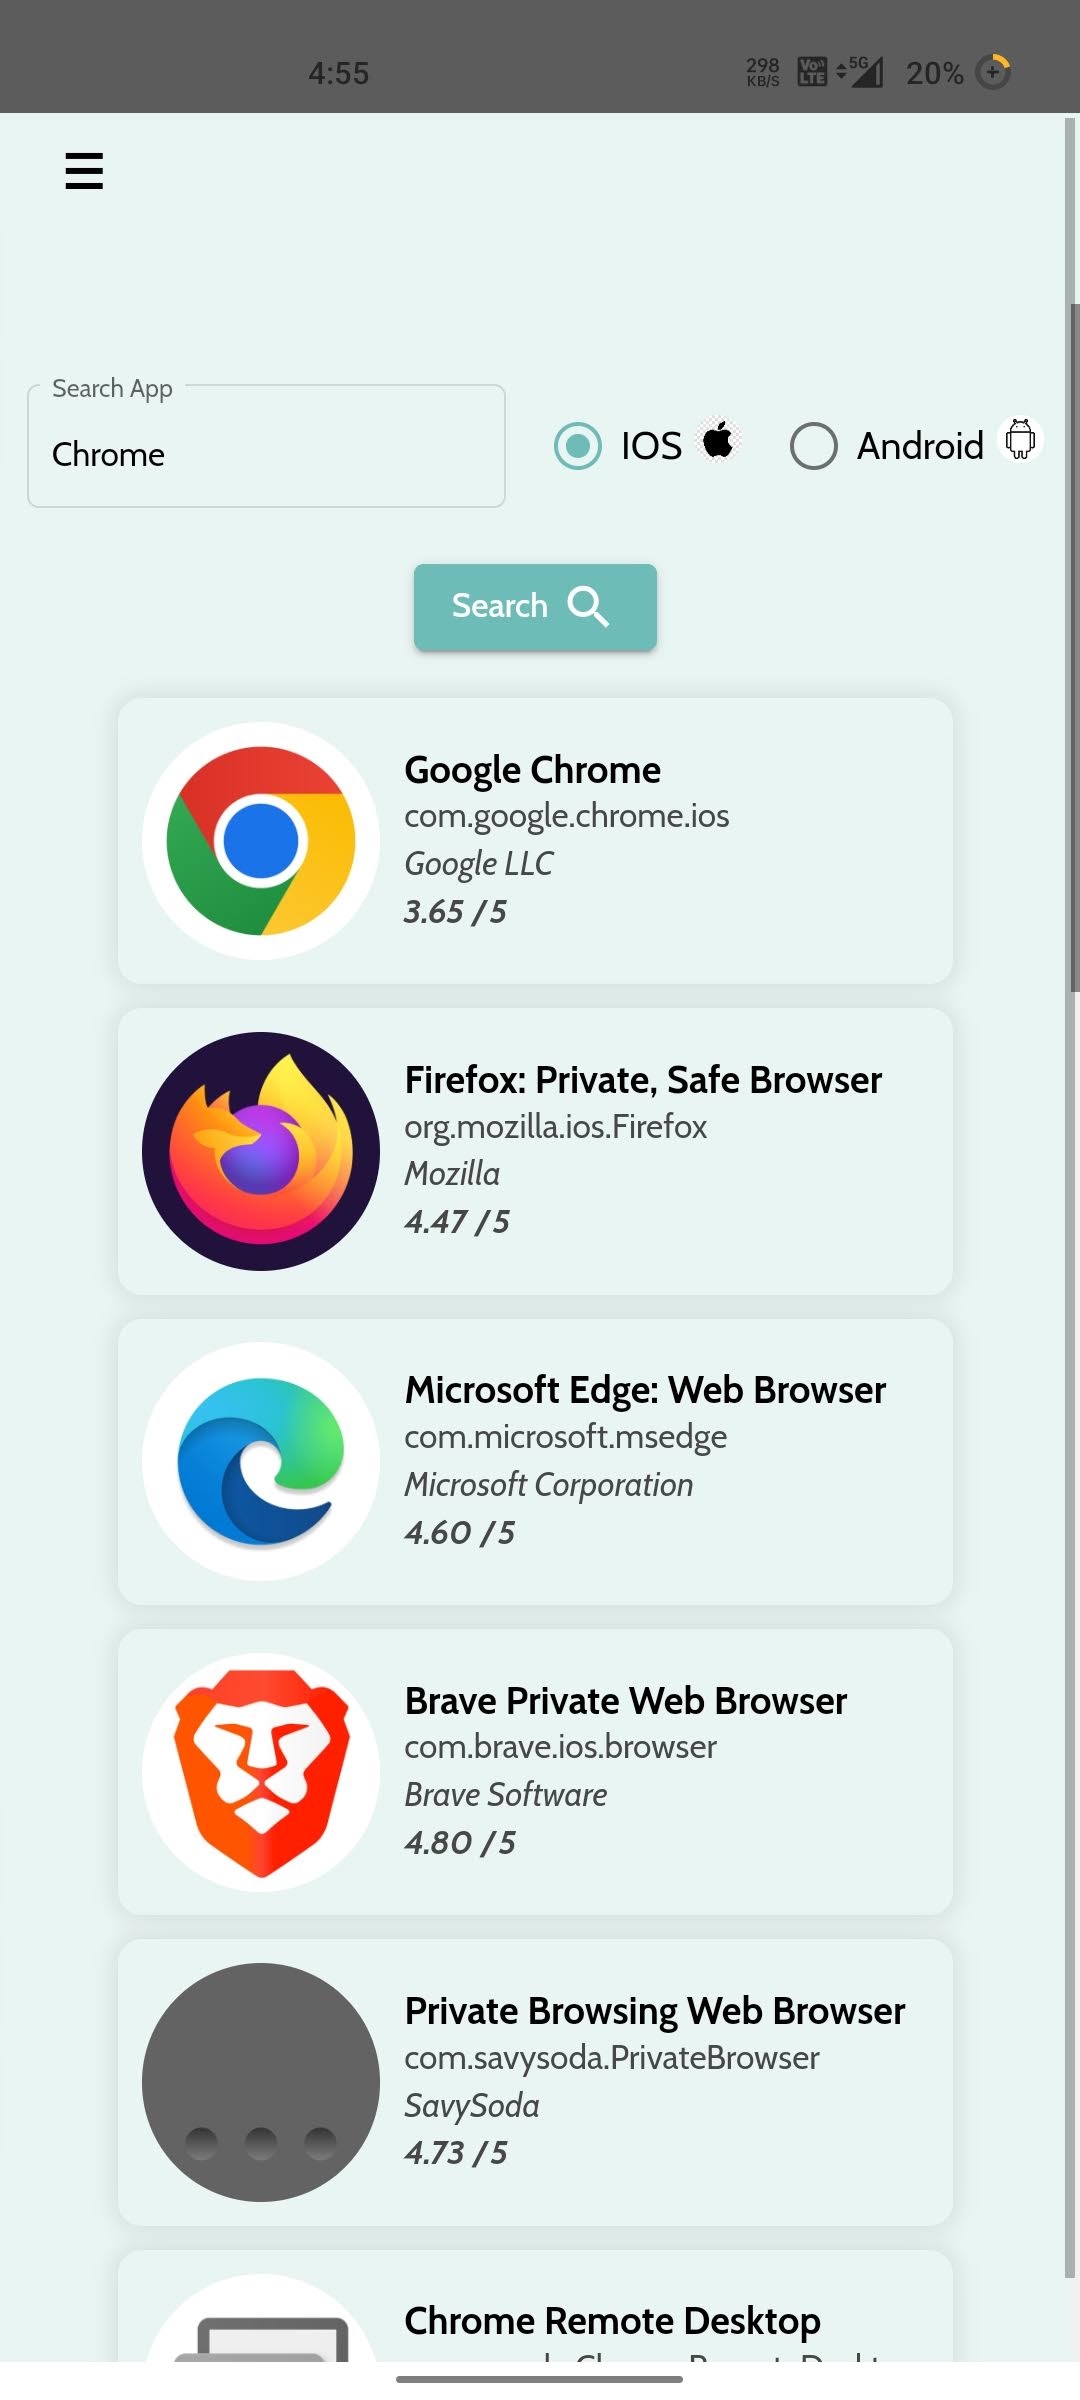 4:55
298 KB/S Vo)) LTE 5G 20%
Search App
Chrome
IOS
Android
Search
Google Chrome
com.google.chrome.ios
Google LLC
3.65 /5
Firefox: Private, Safe Browser
org.mozilla.ios.Firefox
Mozilla
4.47 /5
Microsoft Edge: Web Browser
com.microsoft.msedge
Microsoft Corporation
4.60 /5
Brave Private Web Browser
com.brave.ios.browser
Brave Software
4.80 /5
Private Browsing Web Browser
com.savysoda.PrivateBrowser
SavySoda
4.73 /5
Chrome Remote Desktop